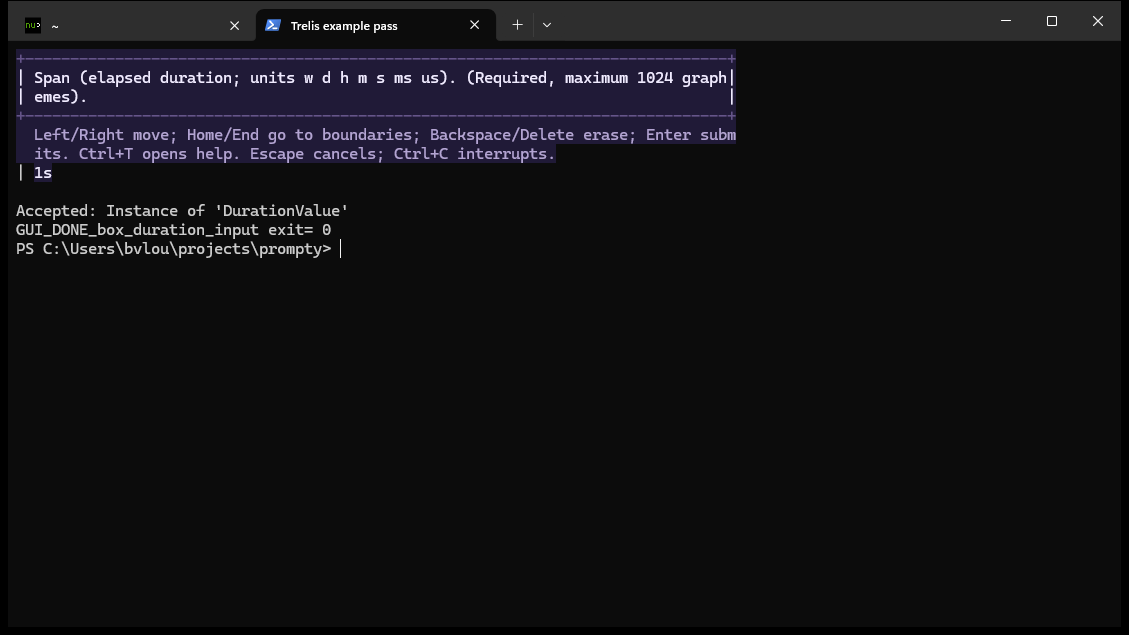 nu>
~
Trelis example pass
+-------------------------------------------------------------------------------+
| Span (elapsed duration; units w d h m s ms us). (Required, maximum 1024 graph|
| emes). |
+-------------------------------------------------------------------------------+
Left/Right move; Home/End go to boundaries; Backspace/Delete erase; Enter subm
its. Ctrl+T opens help. Escape cancels; Ctrl+C interrupts.
| 1s
Accepted: Instance of 'DurationValue'
GUI_DONE_box_duration_input exit= 0
PS C:\Users\bvlou\projects\prompty>